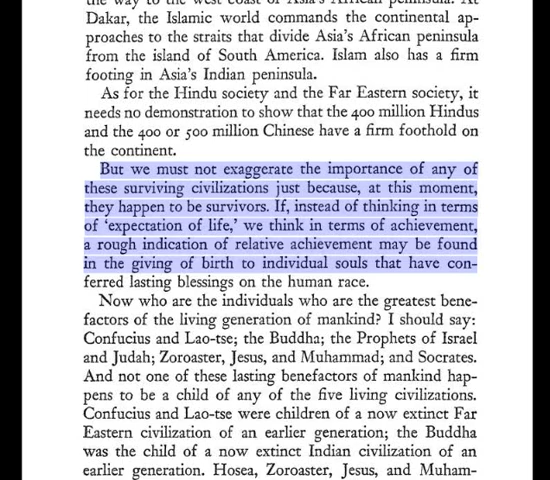 the way to the west coast of Asia's African peninsula. At
Dakar, the Islamic world commands the continental ap-
proaches to the straits that divide Asia's African peninsula
from the island of South America. Islam also has a firm
footing in Asia's Indian peninsula.
As for the Hindu society and the Far Eastern society, it
needs no demonstration to show that the 400 million Hindus
and the 400 or 500 million Chinese have a firm foothold on
the continent.
But we must not exaggerate the importance of any of
these surviving civilizations just because, at this moment,
they happen to be survivors. If, instead of thinking in terms
of 'expectation of life,' we think in terms of achievement,
a rough indication of relative achievement may be found
in the giving of birth to individual souls that have con-
ferred lasting blessings on the human race.
Now who are the individuals who are the greatest bene-
factors of the living generation of mankind? I should say:
Confucius and Lao-tse; the Buddha; the Prophets of Israel
and Judah; Zoroaster, Jesus, and Muhammad; and Socrates.
And not one of these lasting benefactors of mankind hap-
pens to be a child of any of the five living civilizations.
Confucius and Lao-tse were children of a now extinct Far
Eastern civilization of an earlier generation; the Buddha
was the child of a now extinct Indian civilization of an
earlier generation. Hosea, Zoroaster, Jesus, and Muham-